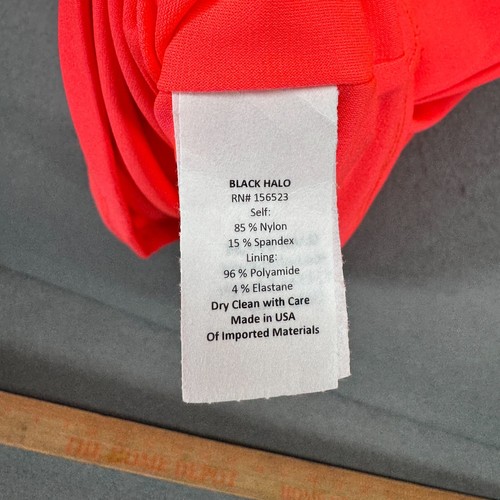 BLACK HALO
RN# 156523
Self:
85 % Nylon
15 % Spandex
Lining:
96 % Polyamide
4 % Elastane
Dry Clean with Care
Made in USA
Of Imported Materials